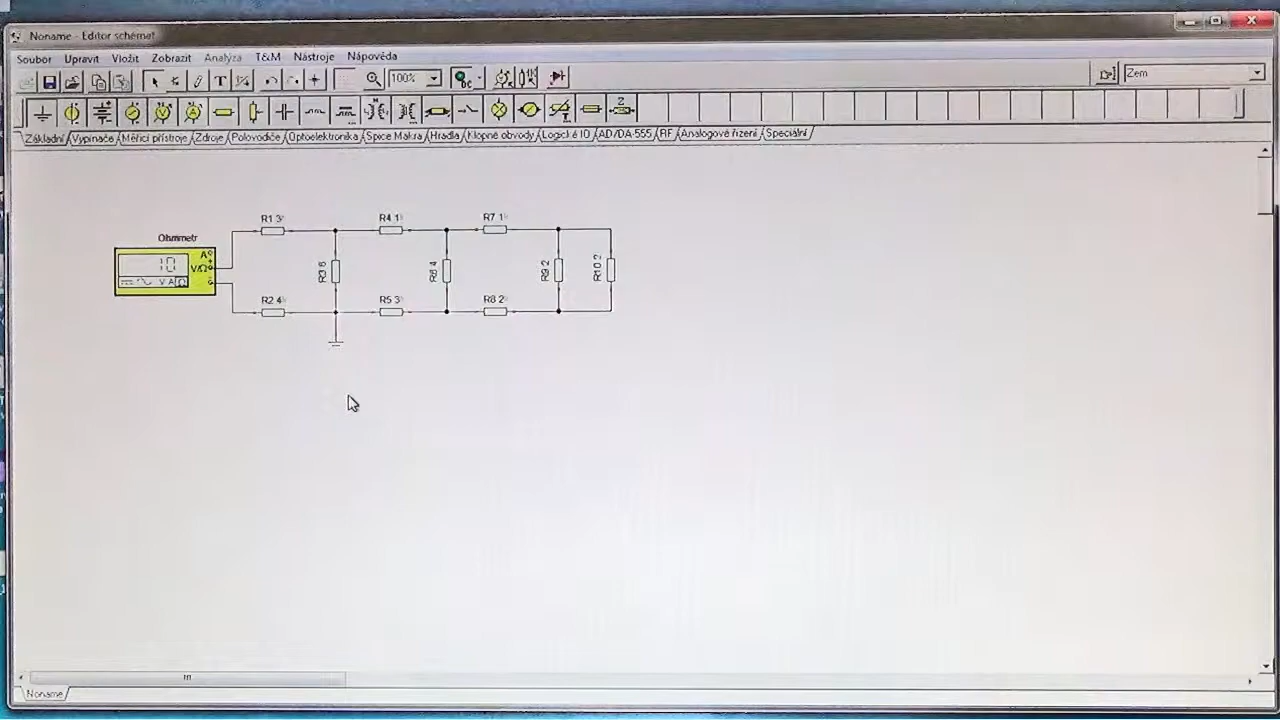 Noname - Editor schémat
Soubor Upravit Vložit Zobrazit Analýza T&M Nástroje Nápověda
T 100% DC Zem
Základní Vypínače Měřicí přístroje Zdroje Polovodiče Optoelektronika Spice Makra Hradla Klopné obvody Logické IO AD/DA-555 RF Analogové řízení Speciální
R1 3 R4 1 R7 1
Ohmmetr
10
A
V/Ω
V A Ω
R3 6 R6 4 R9 2 R10 2
R2 4 R5 3 R8 2
Noname